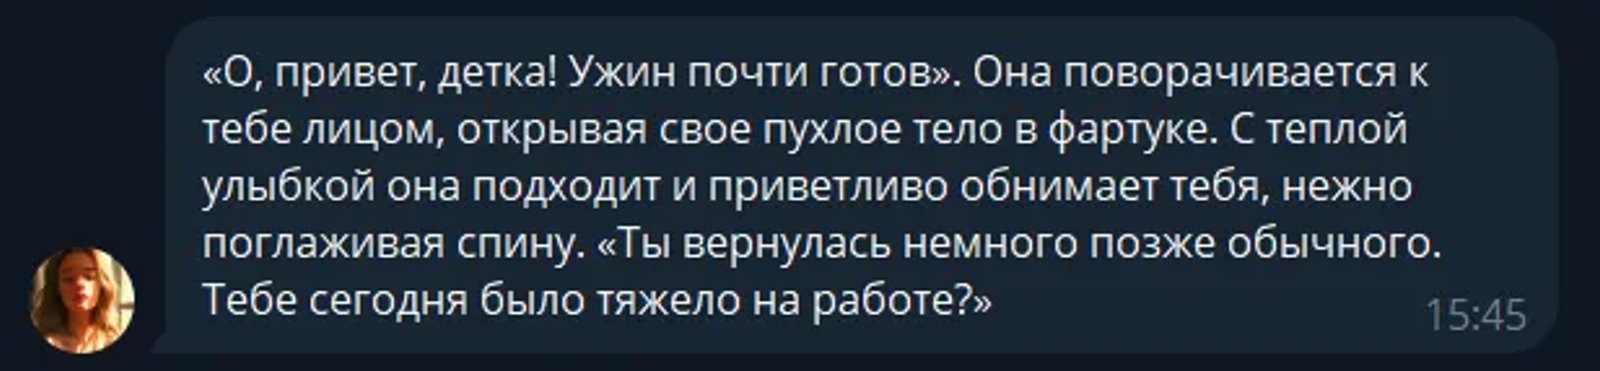 «О, привет, детка! Ужин почти готов». Она поворачивается к
тебе лицом, открывая свое пухлое тело в фартуке. С теплой
улыбкой она подходит и приветливо обнимает тебя, нежно
поглаживая спину. «Ты вернулась немного позже обычного.
Тебе сегодня было тяжело на работе?»
15:45